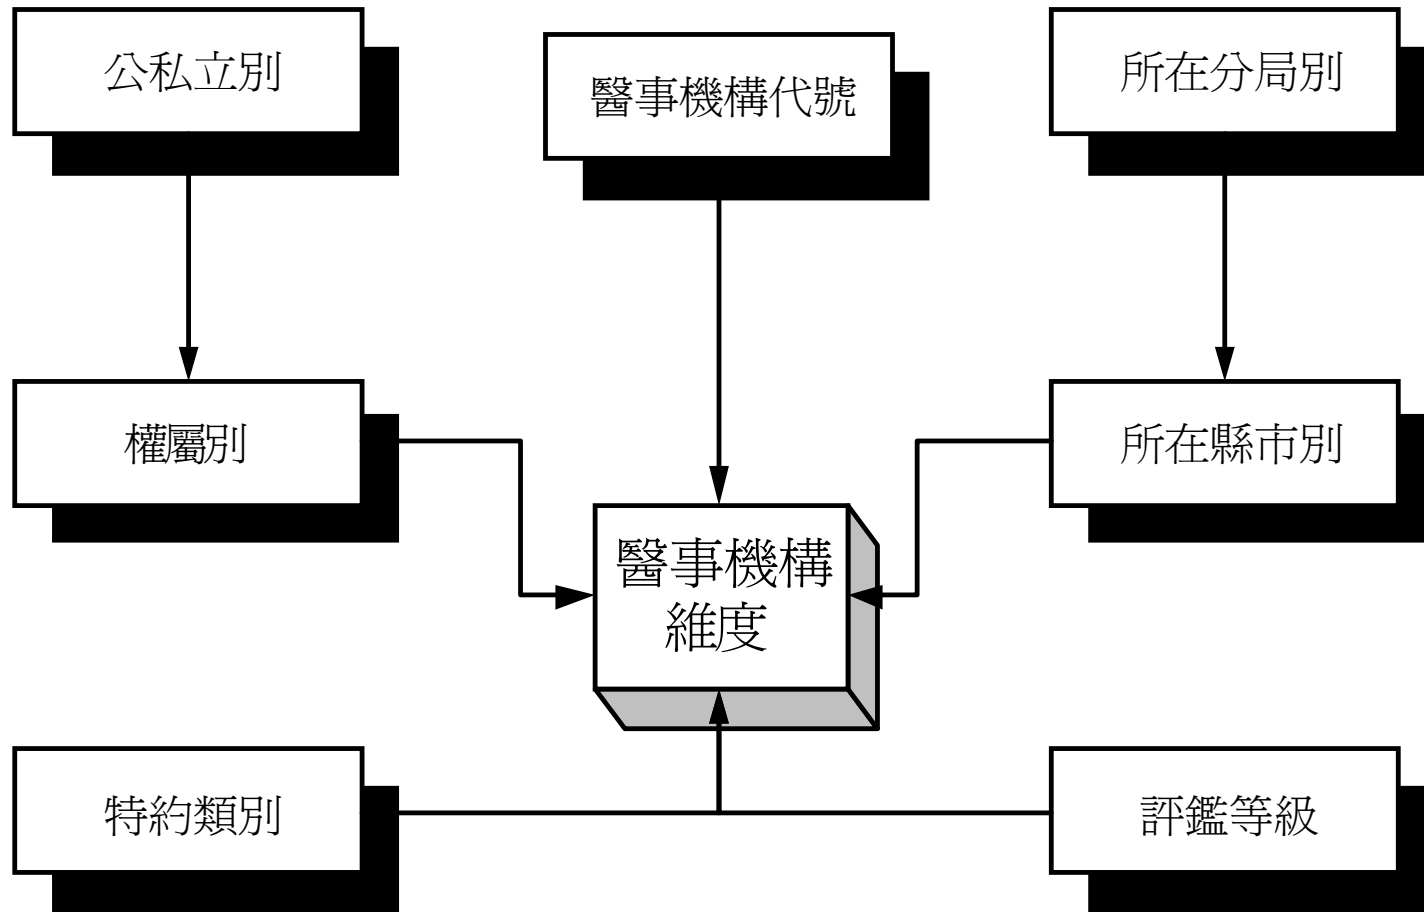 公私立別
醫事機構代號
所在分局別
權屬別
所在縣市別
醫事機構
維度
特約類別
評鑑等級